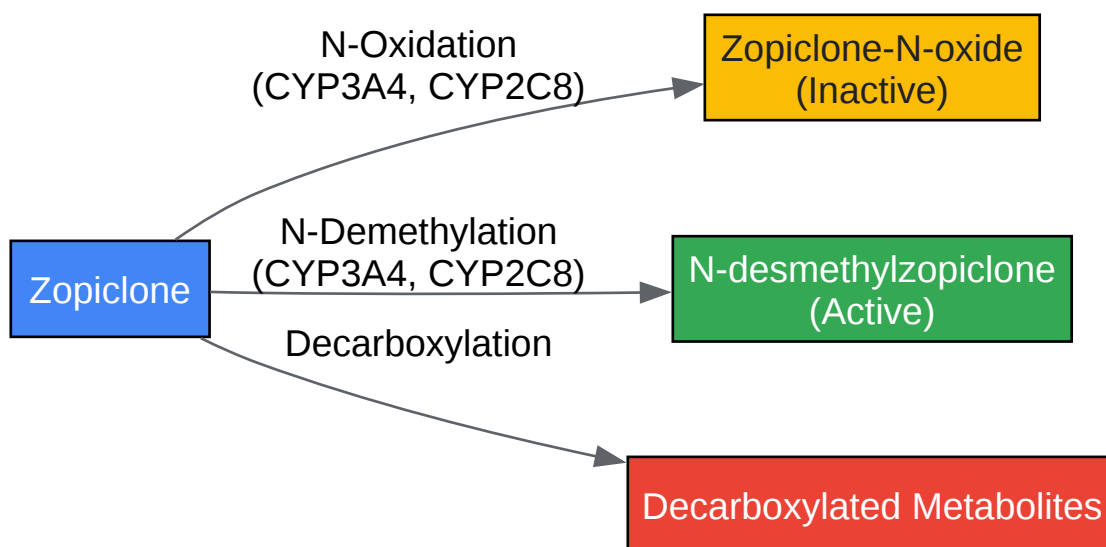 N-Oxidation
(CYP3A4, CYP2C8)
Zopiclone-N-oxide
(Inactive)
Zopiclone
N-Demethylation
(CYP3A4, CYP2C8)
N-desmethylzopiclone
(Active)
Decarboxylation
Decarboxylated Metabolites